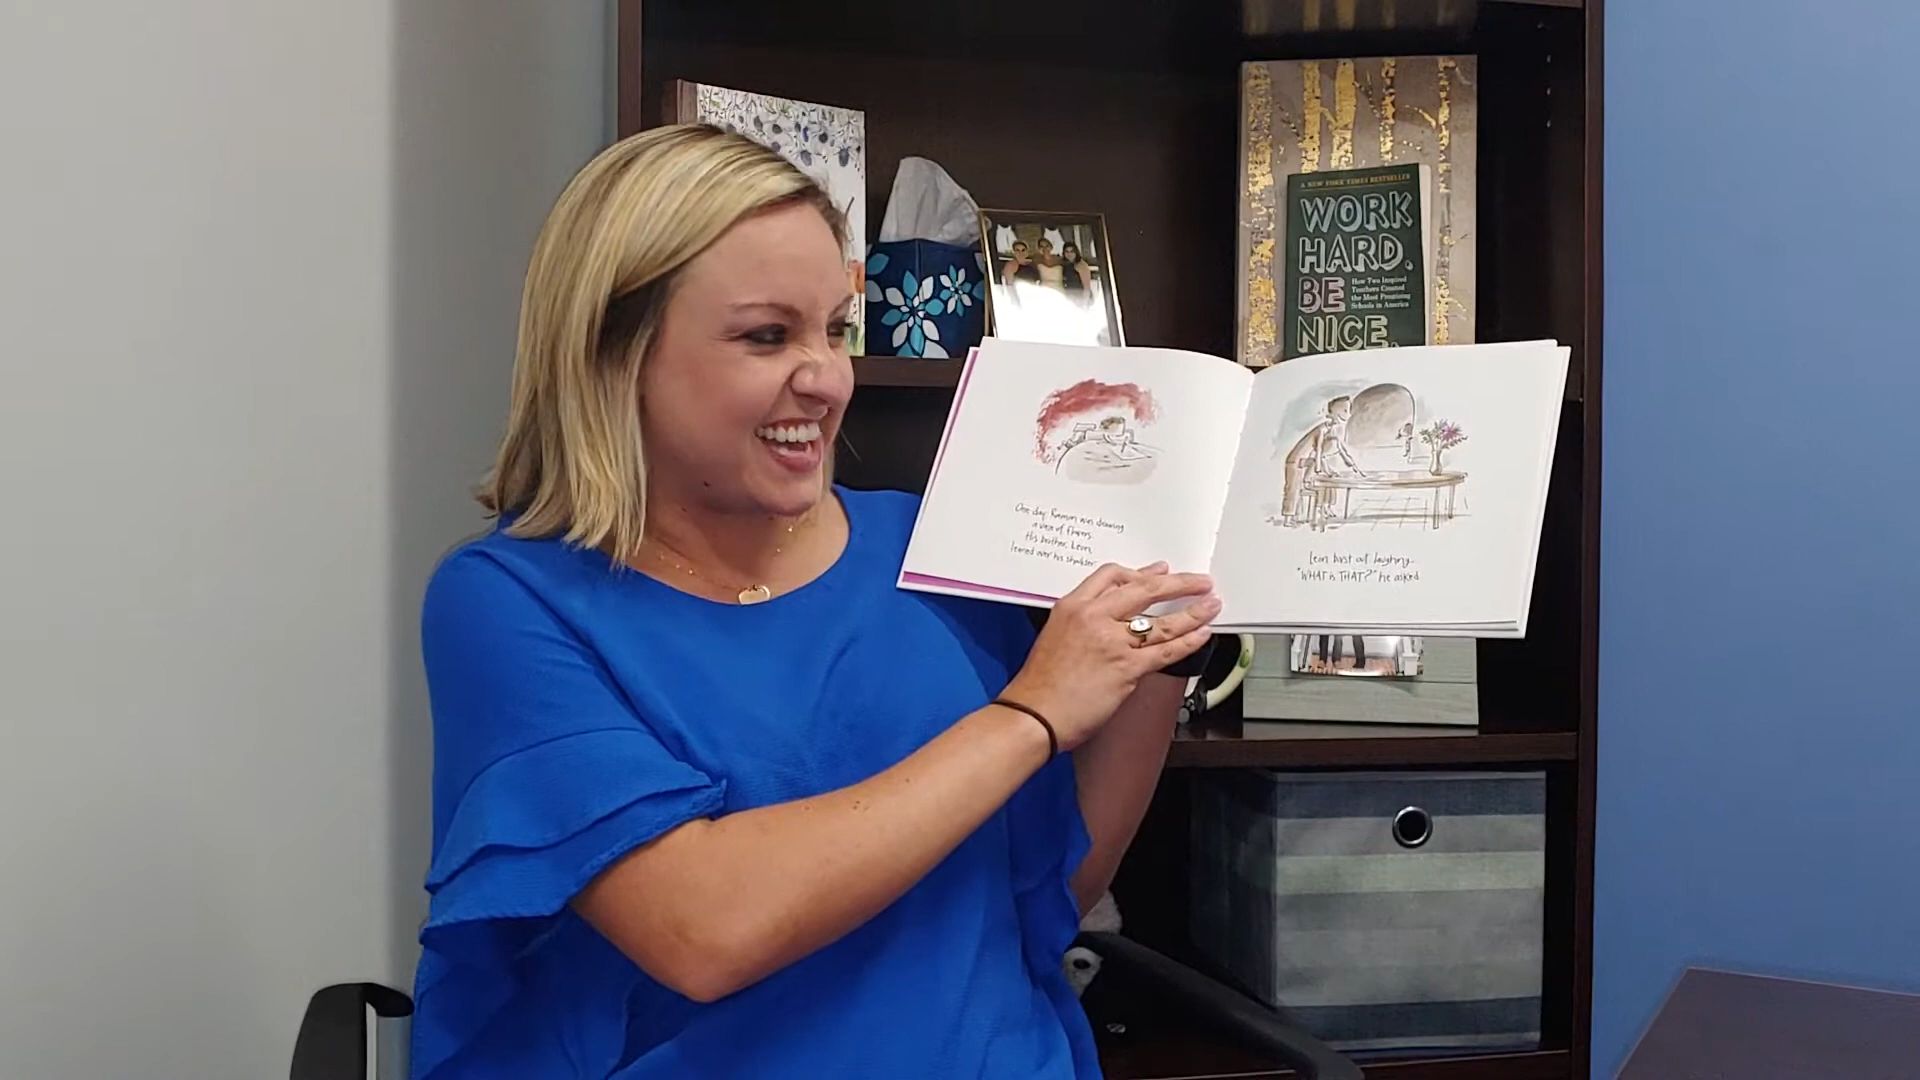 A NEW YORK TIMES BESTSELLER
WORK
HARD.
BE
How Two Inspired
Teachers Created
the Most Promising
Schools in America
NICE.
One day, Ramon was drawing
a vase of flowers.
His brother, Leon,
leaned over his shoulder.
Leon burst out laughing.
"WHAT is THAT?" he asked